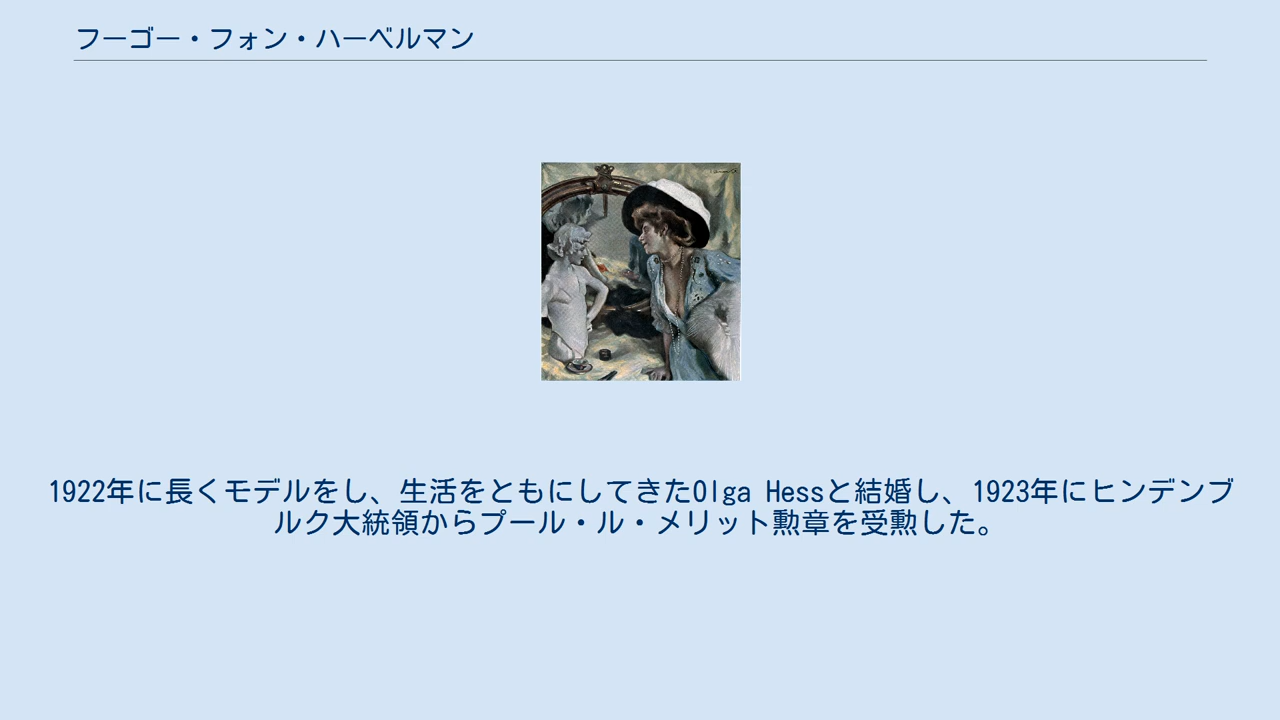 フーゴー・フォン・ハーベルマン
1922年に長くモデルをし、生活をともにしてきたOlga Hessと結婚し、1923年にヒンデンブ
ルク大統領からプール・ル・メリット勲章を受勲した。